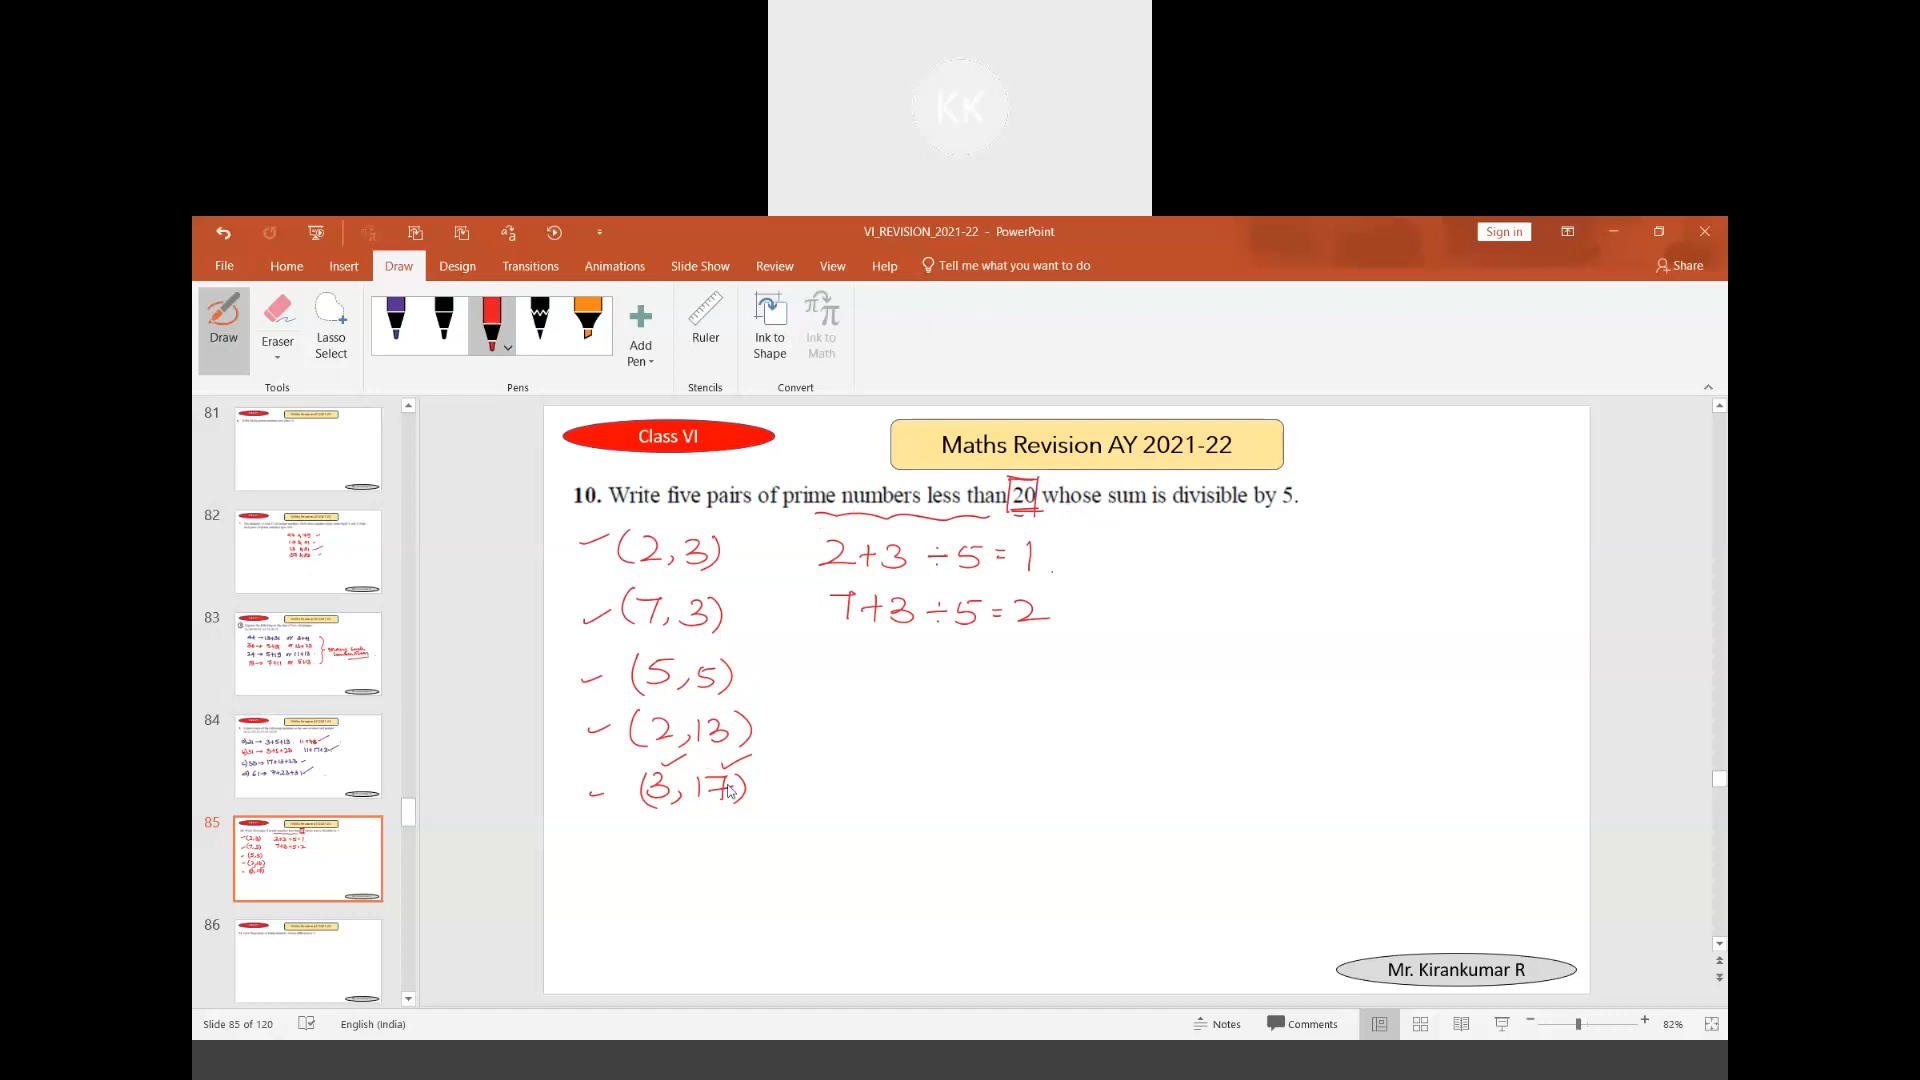 KK
VI_REVISION_2021-22 - PowerPoint
Sign in
File Home Insert Draw Design Transitions Animations Slide Show Review View Help Tell me what you want to do
Share
Draw
Eraser
Lasso
Select
Add
Pen
Ruler
Ink to
Shape
Ink to
Math
Tools
Pens
Stencils
Convert
81
82
83
84
85
86
Class VI
Maths Revision AY 2021-22
10. Write five pairs of prime numbers less than 20 whose sum is divisible by 5.
(2,3) 2+3 ÷5 = 1
(7,3) 7+3 ÷5=2
(5,5)
(2,13)
(3,17)
Mr. Kirankumar R
Slide 85 of 120
English (India)
Notes
Comments
82%